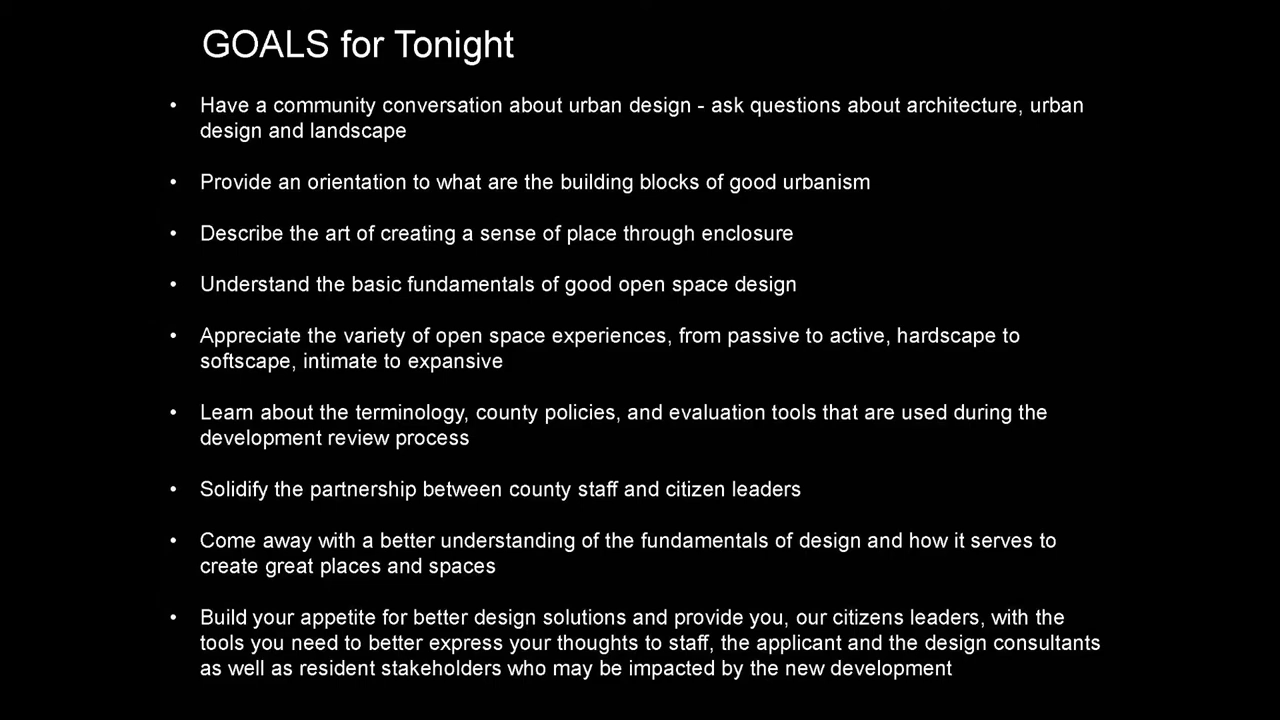 GOALS for Tonight
• Have a community conversation about urban design - ask questions about architecture, urban
design and landscape
• Provide an orientation to what are the building blocks of good urbanism
• Describe the art of creating a sense of place through enclosure
• Understand the basic fundamentals of good open space design
• Appreciate the variety of open space experiences, from passive to active, hardscape to
softscape, intimate to expansive
• Learn about the terminology, county policies, and evaluation tools that are used during the
development review process
• Solidify the partnership between county staff and citizen leaders
• Come away with a better understanding of the fundamentals of design and how it serves to
create great places and spaces
• Build your appetite for better design solutions and provide you, our citizens leaders, with the
tools you need to better express your thoughts to staff, the applicant and the design consultants
as well as resident stakeholders who may be impacted by the new development